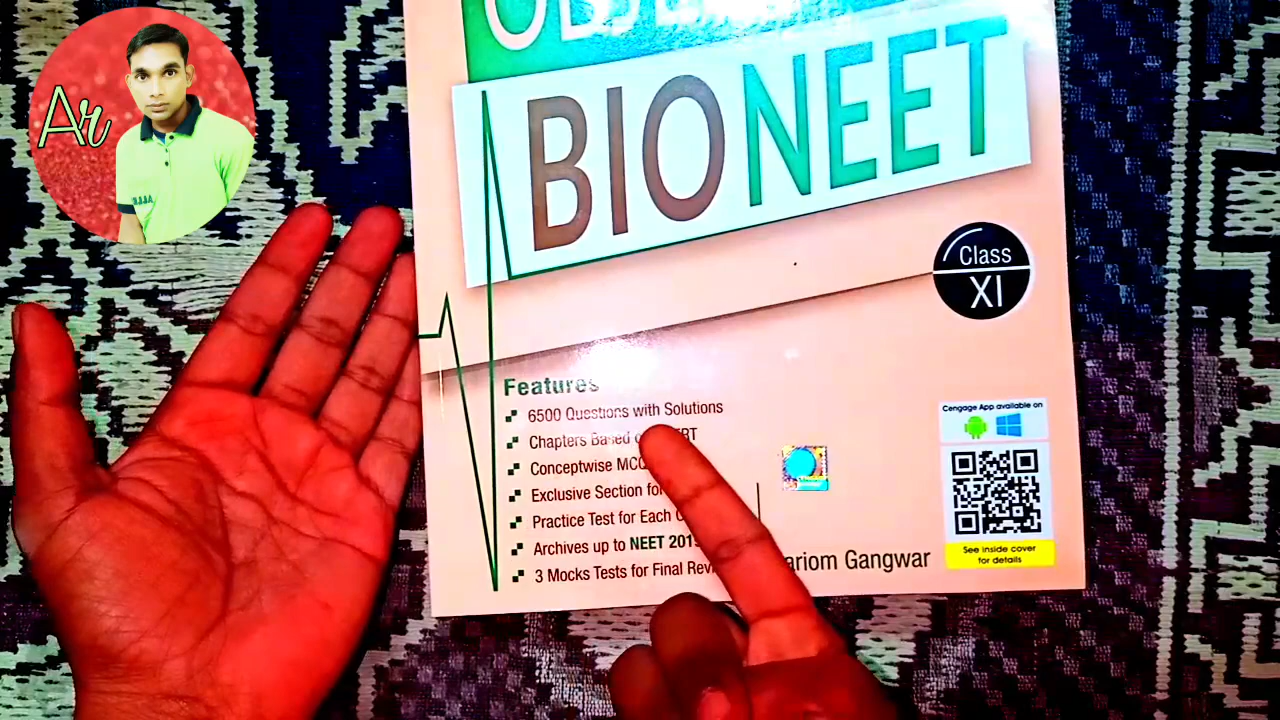 Ar
BIONEET
Class
XI
Features
6500 Questions with Solutions
Chapters Based
Conceptwise
Exclusive Section for
Practice Test for Each
Archives up to NEET
3 Mocks Tests for Final
Gangwar
Cengage App available on
See inside cover
for details